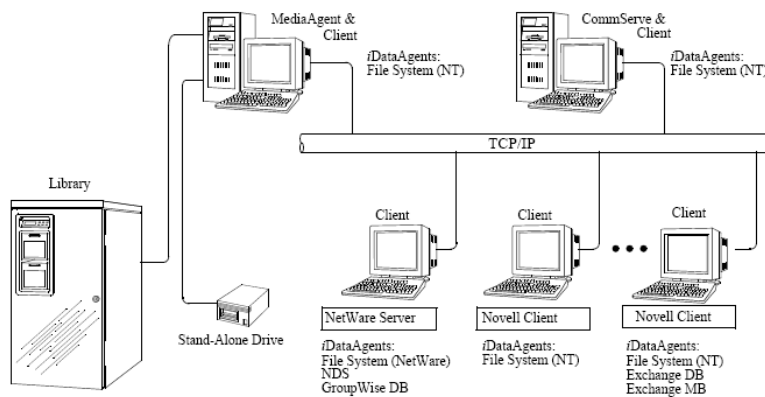 MediaAgent &
Client
iDataAgents:
File System (NT)
CommServe &
Client
iDataAgents:
File System (NT)
TCP/IP
Library
Stand-Alone Drive
Client
NetWare Server
iDataAgents:
File System (NetWare)
NDS
GroupWise DB
Client
Novell Client
iDataAgents:
File System (NT)
Client
Novell Client
iDataAgents:
File System (NT)
Exchange DB
Exchange MB